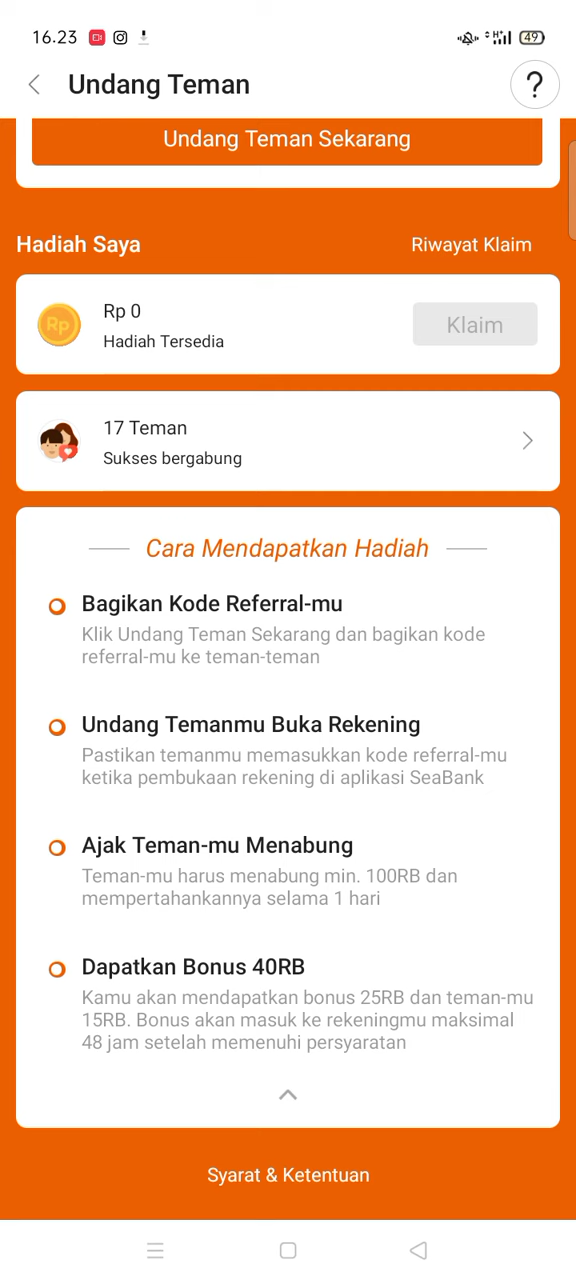 16.23
49
Undang Teman
?
Undang Teman Sekarang
Hadiah Saya
Riwayat Klaim
Rp
Rp 0
Hadiah Tersedia
Klaim
17 Teman
Sukses bergabung
Cara Mendapatkan Hadiah
Bagikan Kode Referral-mu
Klik Undang Teman Sekarang dan bagikan kode
referral-mu ke teman-teman
Undang Temanmu Buka Rekening
Pastikan temanmu memasukkan kode referral-mu
ketika pembukaan rekening di aplikasi SeaBank
Ajak Teman-mu Menabung
Teman-mu harus menabung min. 100RB dan
mempertahankannya selama 1 hari
Dapatkan Bonus 40RB
Kamu akan mendapatkan bonus 25RB dan teman-mu
15RB. Bonus akan masuk ke rekeningmu maksimal
48 jam setelah memenuhi persyaratan
Syarat & Ketentuan